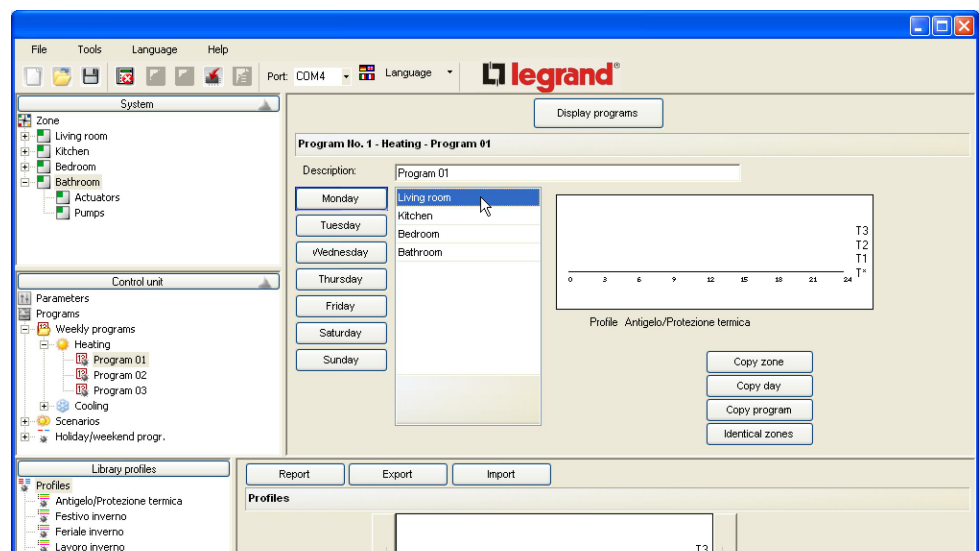 File Tools Language Help
Port: COM4 Language legrand®
System
Zone
Living room
Kitchen
Bedroom
Bathroom
Actuators
Pumps
Control unit
Parameters
Programs
Weekly programs
Heating
Program 01
Program 02
Program 03
Cooling
Scenarios
Holiday/weekend progr.
Display programs
Program No. 1 - Heating - Program 01
Description: Program 01
Monday
Tuesday
Wednesday
Thursday
Friday
Saturday
Sunday
Living room
Kitchen
Bedroom
Bathroom
T3
T2
T1
T*
0 3 6 9 12 15 18 21 24
Profile Antigelo/Protezione termica
Copy zone
Copy day
Copy program
Identical zones
Library profiles
Profiles
Antigelo/Protezione termica
Festivo inverno
Feriale inverno
Lavoro inverno
Report Export Import
Profiles
T3